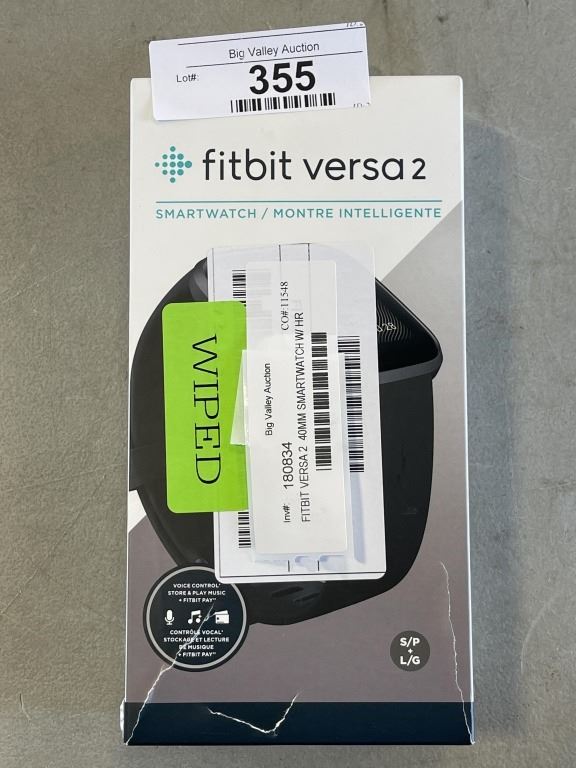 Big Valley Auction
Lot#:
355
fitbit versa 2
SMARTWATCH / MONTRE INTELLIGENTE
WIPED
CO#:11548
Big Valley Auction
Inv#: 180834
FITBIT VERSA 2 40MM SMARTWATCH W/ HR
VOICE CONTROL*
STORE & PLAY MUSIC
+ FITBIT PAY™
CONTRÔLE VOCAL*
STOCKAGE ET LECTURE
DE MUSIQUE
+ FITBIT PAY™
S/P
+
L/G